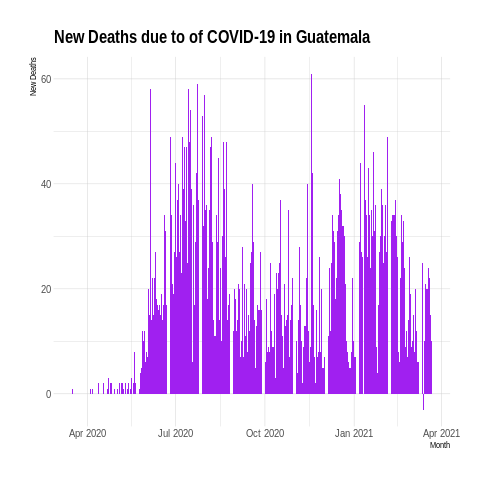 New Deaths due to of COVID-19 in Guatemala
New Deaths
60
40
20
0
Apr 2020
Jul 2020
Oct 2020
Jan 2021
Apr 2021
Month